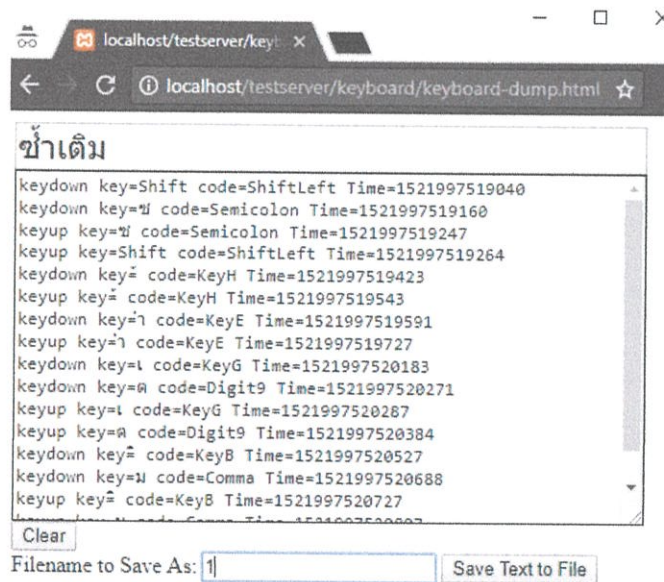 localhost/testserver/keyb
localhost/testserver/keyboard/keyboard-dump.html
ซ้ำเติม
keydown key=Shift code=ShiftLeft Time=1521997519040
keydown key=ซ code=Semicolon Time=1521997519160
keyup key=ซ code=Semicolon Time=1521997519247
keyup key=Shift code=ShiftLeft Time=1521997519264
keydown key=้ code=KeyH Time=1521997519423
keyup key=้ code=KeyH Time=1521997519543
keydown key=ำ code=KeyE Time=1521997519591
keyup key=ำ code=KeyE Time=1521997519727
keydown key=เ code=KeyG Time=1521997520183
keydown key=ต code=Digit9 Time=1521997520271
keyup key=เ code=KeyG Time=1521997520287
keyup key=ต code=Digit9 Time=1521997520384
keydown key=ิ code=KeyB Time=1521997520527
keydown key=ม code=Comma Time=1521997520688
keyup key=ิ code=KeyB Time=1521997520727
Clear
Filename to Save As: 1 Save Text to File